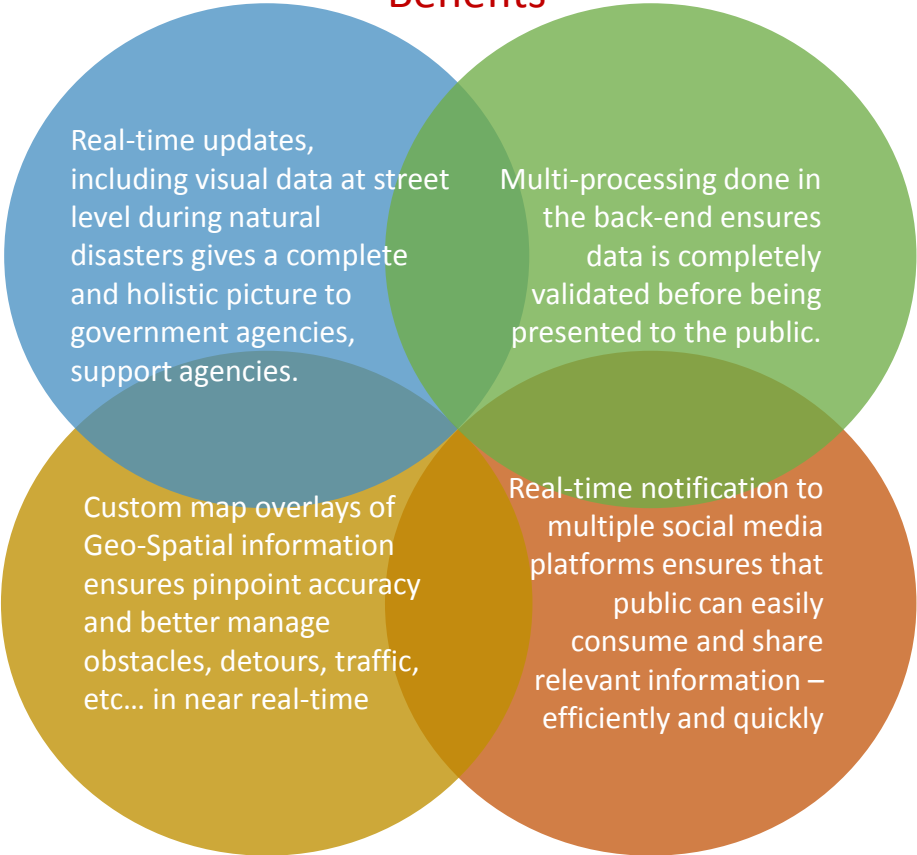 Benefits
Real-time updates,
including visual data at street
level during natural
disasters gives a complete
and holistic picture to
government agencies,
support agencies.
Multi-processing done in
the back-end ensures
data is completely
validated before being
presented to the public.
Custom map overlays of
Geo-Spatial information
ensures pinpoint accuracy
and better manage
obstacles, detours, traffic,
etc… in near real-time
Real-time notification to
multiple social media
platforms ensures that
public can easily
consume and share
relevant information –
efficiently and quickly